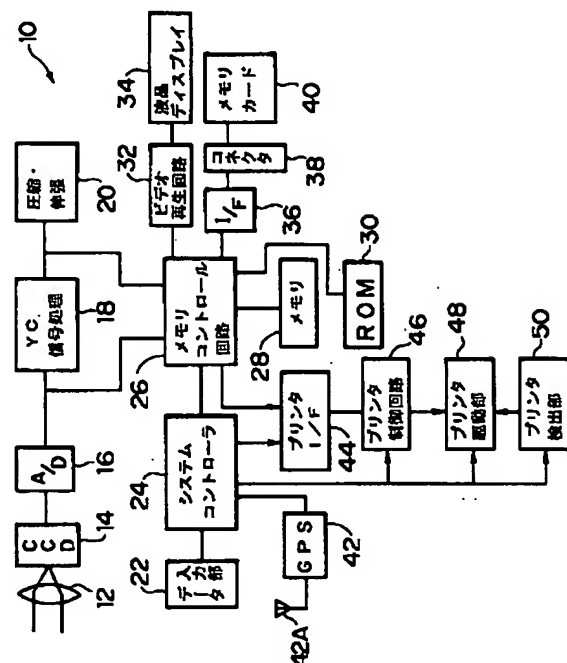 10
12
CCD
14
A/D
16
YC
信号処理
18
圧縮・
伸張
20
データ
入力部
22
システム
コントローラ
24
メモリ
コントロール
回路
26
ビデオ
再生回路
32
液晶
ディスプレイ
34
I/F
36
コネクタ
38
メモリ
カード
40
メモリ
28
ROM
30
GPS
42
42A
プリンタ
I/F
44
プリンタ
制御回路
46
プリンタ
駆動部
48
プリンタ
検出部
50